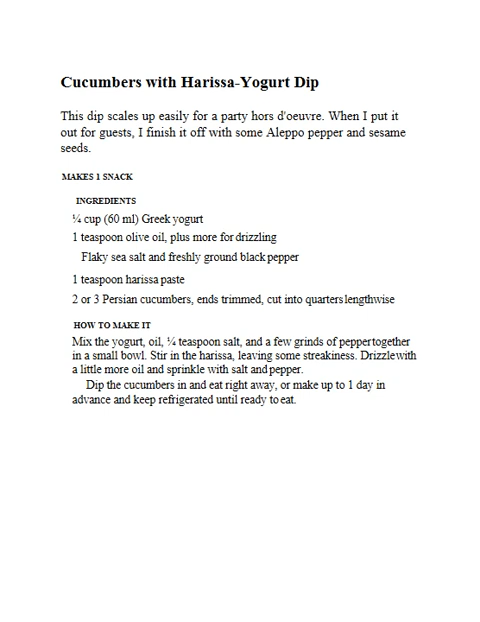 Cucumbers with Harissa-Yogurt Dip
This dip scales up easily for a party hors d'oeuvre. When I put it
out for guests, I finish it off with some Aleppo pepper and sesame
seeds.
MAKES 1 SNACK
INGREDIENTS
¼ cup (60 ml) Greek yogurt
1 teaspoon olive oil, plus more for drizzling
Flaky sea salt and freshly ground black pepper
1 teaspoon harissa paste
2 or 3 Persian cucumbers, ends trimmed, cut into quarters lengthwise
HOW TO MAKE IT
Mix the yogurt, oil, ¼ teaspoon salt, and a few grinds of pepper together
in a small bowl. Stir in the harissa, leaving some streakiness. Drizzle with
a little more oil and sprinkle with salt and pepper.
Dip the cucumbers in and eat right away, or make up to 1 day in
advance and keep refrigerated until ready to eat.